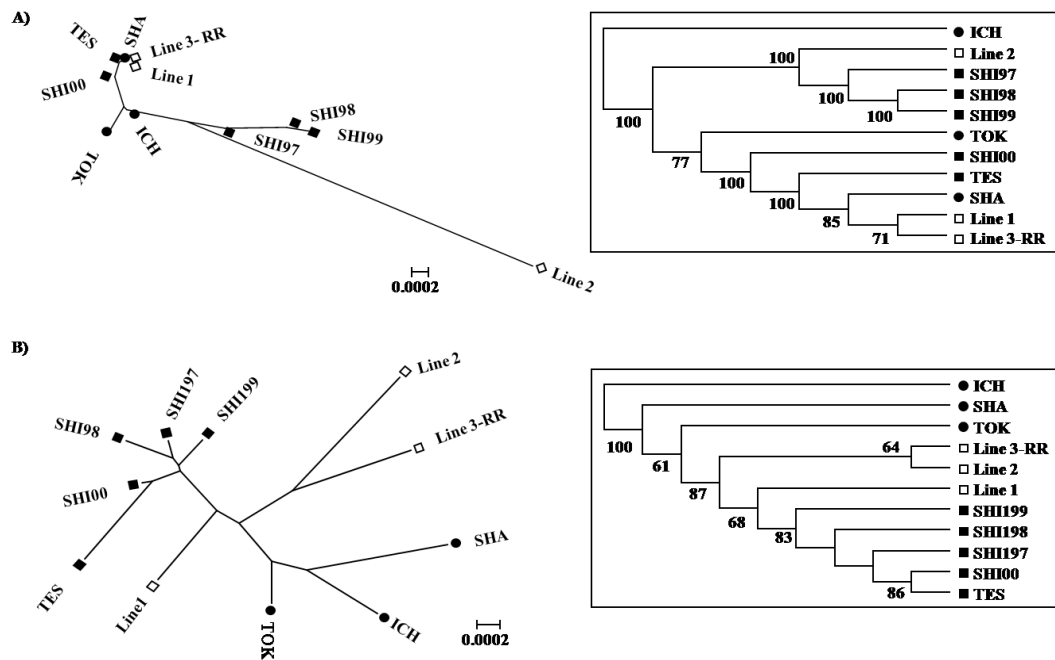 A)
TES
SHA
Line 3- RR
Line 1
SHI00
TOK
ICH
SHI98
SHI99
SHI97
Line 2
0.0002
ICH
Line 2
SHI97
SHI98
SHI99
TOK
SHI00
TES
SHA
Line 1
Line 3-RR
100
100
100
100
77
100
100
85
71
B)
SHI98
SHI197
SHI199
Line 2
Line 3-RR
SHI00
TES
Line1
SHA
TOK
ICH
0.0002
ICH
SHA
TOK
Line 3-RR
Line 2
Line 1
SHI199
SHI198
SHI197
SHI00
TES
100
61
87
64
68
83
86